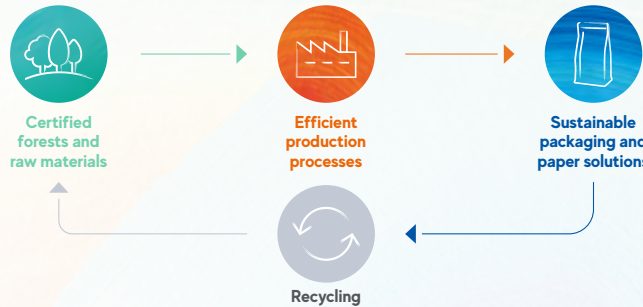 Certified
forests and
raw materials
Efficient
production
processes
Sustainable
packaging and
paper solutions
Recycling